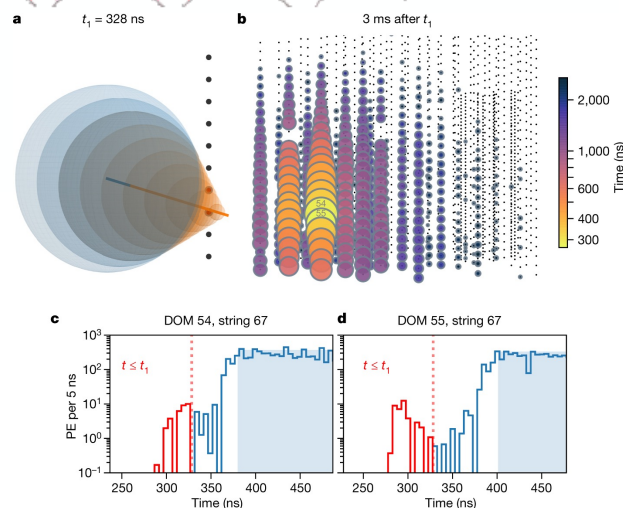 a
t₁ = 328 ns
b
3 ms after t₁
54
55
2,000
1,000
600
400
300
Time (ns)
c
DOM 54, string 67
d
DOM 55, string 67
10³
10²
10¹
10⁰
10⁻¹
PE per 5 ns
t ≤ t₁
t ≤ t₁
250 300 350 400 450
250 300 350 400 450
Time (ns)
Time (ns)